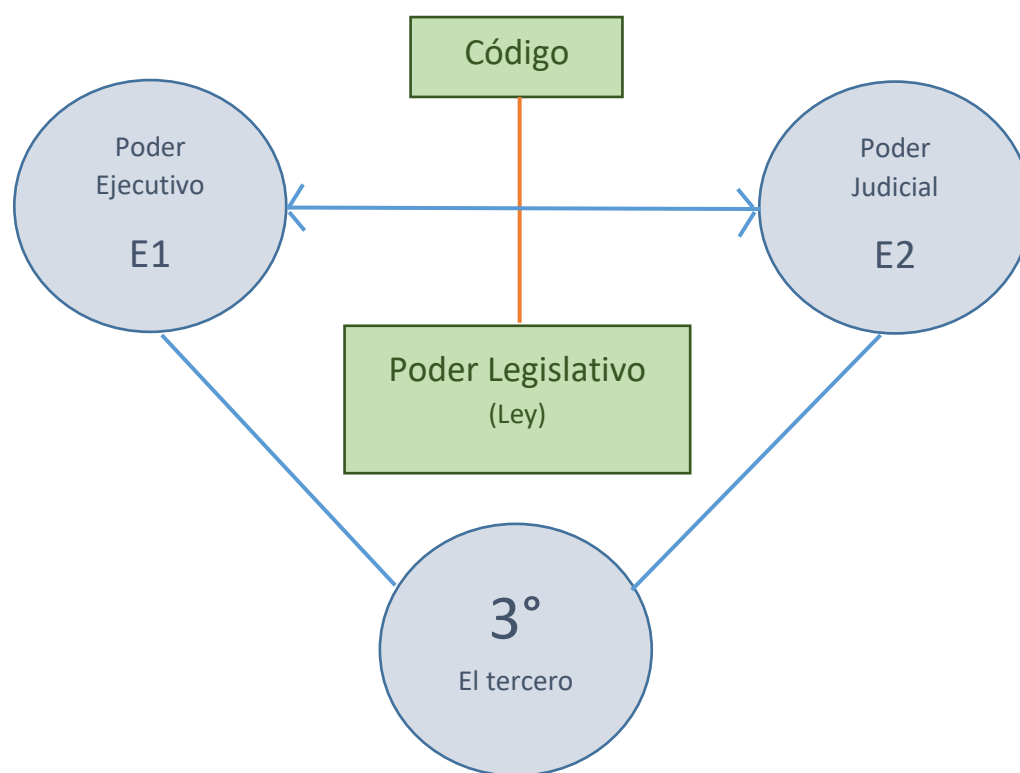 Código
Poder
Ejecutivo
E1
Poder
Judicial
E2
Poder Legislativo
(Ley)
3°
El tercero